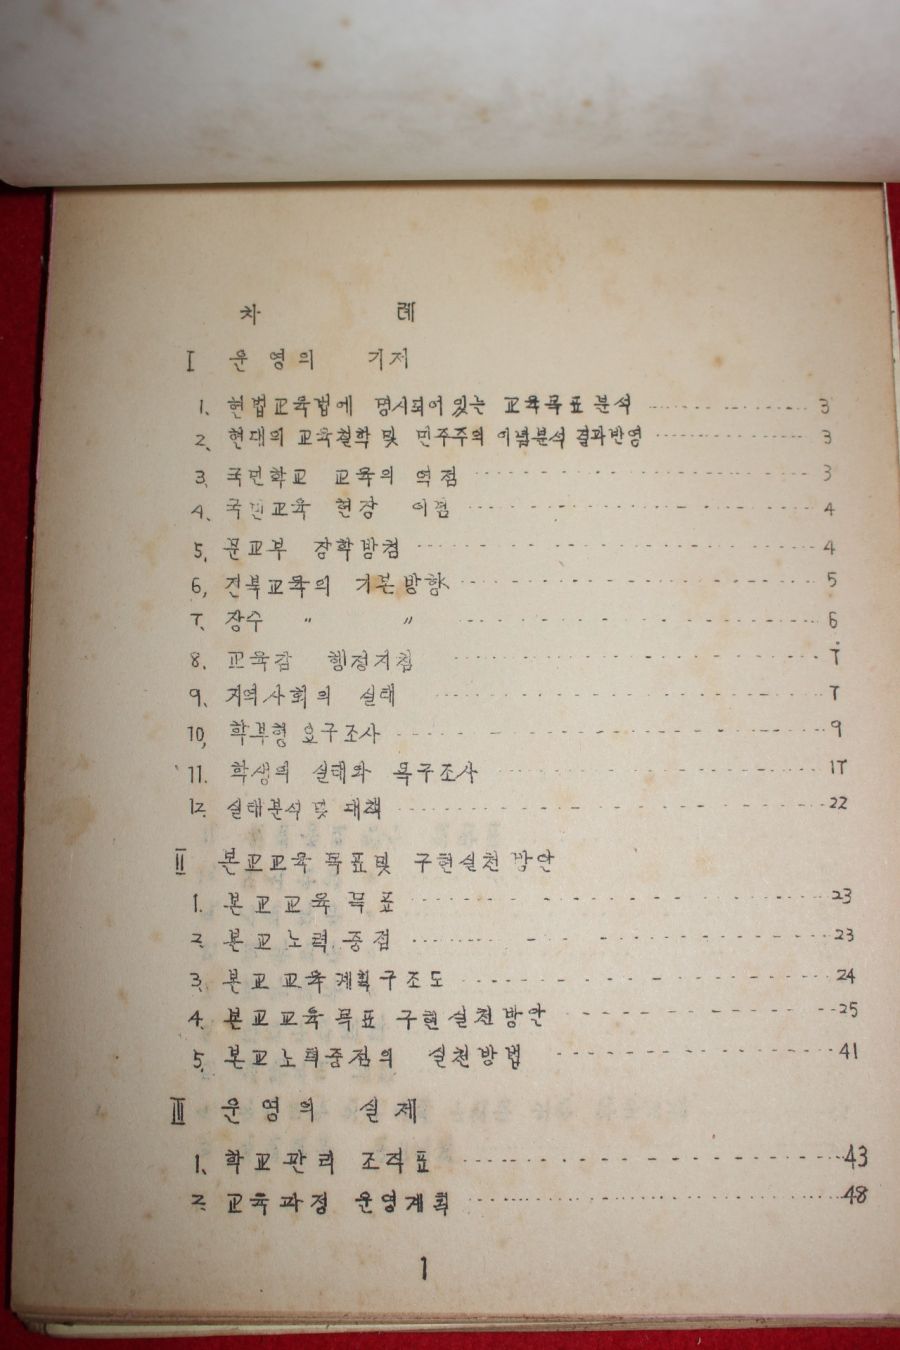 차 례
I 운영의 기저
1. 헌법교육법에 명시되어 있는 교육목표분석 3
2. 현대의 교육철학 및 민주주의 이념분석 결과반영 3
3. 국민학교 교육의 역점 3
4. 국민교육 헌장 이념 4
5. 문교부 장학방침 4
6. 전북교육의 기본방향 5
7. 장수 〃 〃 6
8. 교육감 행정지침 7
9. 지역사회의 실태 7
10. 학부형 요구조사 9
11. 학생의 실태와 욕구조사 17
12. 실태분석 및 대책 22
II 본교교육 목표및 구현실천 방안
1. 본교교육 목표 23
2. 본교 노력중점 23
3. 본교 교육계획구조도 24
4. 본교교육 목표 구현실천방안 25
5. 본교노력중점의 실천방법 41
III 운영의 실제
1. 학교관리 조직표 43
2. 교육과정 운영계획 48
1